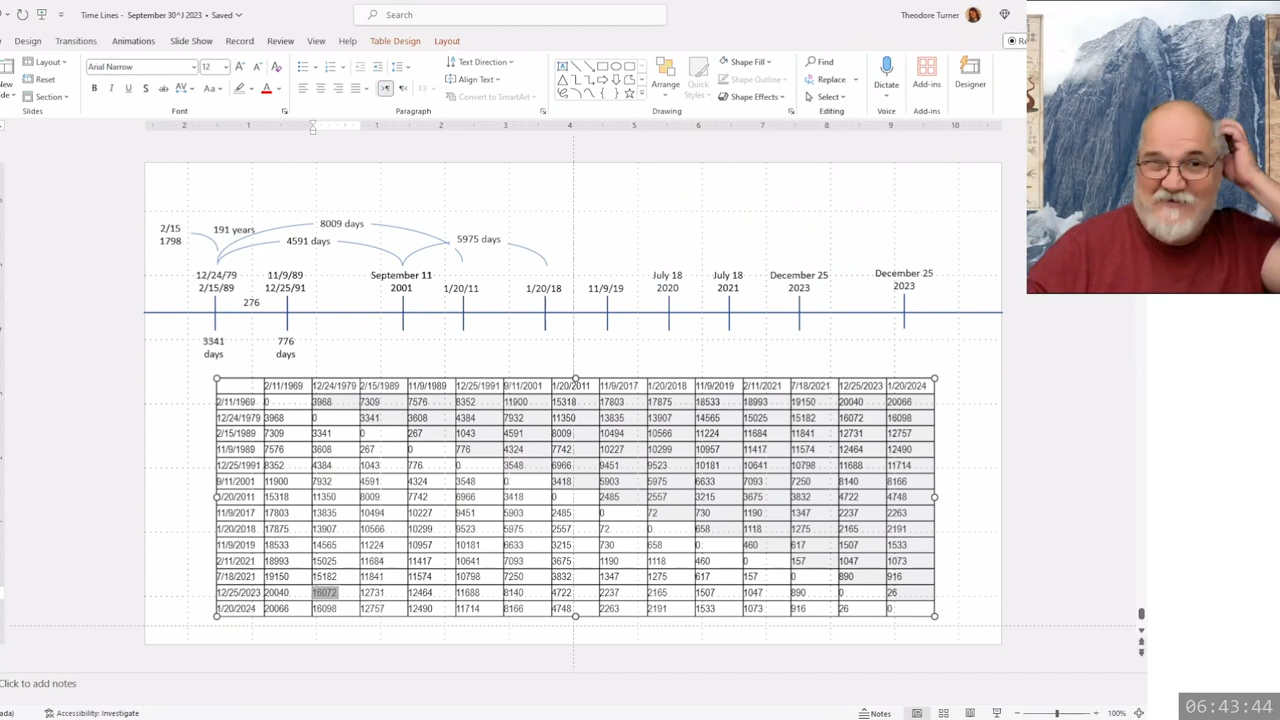 Time Lines - September 30^J 2023 • Saved
Search
Theodore Turner
Design Transitions Animations Slide Show Record Review View Help Table Design Layout
Layout
Reset
Section
Slides
Arial Narrow 12
Font
Text Direction
Align Text
Convert to SmartArt
Paragraph
Arrange
Quick Styles
Shape Fill
Shape Outline
Shape Effects
Drawing
Find
Replace
Select
Editing
Dictate
Voice
Add-ins
Add-ins
Designer
2 1 1 2 3 4 5 6 7 8 9 10
2/15
1798
191 years
8009 days
4591 days
5975 days
12/24/79
2/15/89
11/9/89
12/25/91
September 11
2001
1/20/11
1/20/18
11/9/19
July 18
2020
July 18
2021
December 25
2023
December 25
2023
276
3341
days
776
days
2/11/1969 12/24/1979 2/15/1989 11/9/1989 12/25/1991 9/11/2001 1/20/2011 11/9/2017 1/20/2018 11/9/2019 2/11/2021 7/18/2021 12/25/2023 1/20/2024
2/11/1969 0 3968 7309 7576 8352 11900 15318 17803 17875 18533 18993 19150 20040 20066
12/24/1979 3968 0 3341 3608 4384 7932 11350 13835 13907 14565 15025 15182 16072 16098
2/15/1989 7309 3341 0 267 1043 4591 8009 10494 10566 11224 11684 11841 12731 12757
11/9/1989 7576 3608 267 0 776 4324 7742 10227 10299 10957 11417 11574 12464 12490
12/25/1991 8352 4384 1043 776 0 3548 6966 9451 9523 10181 10641 10798 11688 11714
9/11/2001 11900 7932 4591 4324 3548 0 3418 5903 5975 6633 7093 7250 8140 8166
1/20/2011 15318 11350 8009 7742 6966 3418 0 2485 2557 3215 3675 3832 4722 4748
11/9/2017 17803 13835 10494 10227 9451 5903 2485 0 72 730 1190 1347 2237 2263
1/20/2018 17875 13907 10566 10299 9523 5975 2557 72 0 658 1118 1275 2165 2191
11/9/2019 18533 14565 11224 10957 10181 6633 3215 730 658 0 460 617 1507 1533
2/11/2021 18993 15025 11684 11417 10641 7093 3675 1190 1118 460 0 157 1047 1073
7/18/2021 19150 15182 11841 11574 10798 7250 3832 1347 1275 617 157 0 890 916
12/25/2023 20040 16072 12731 12464 11688 8140 4722 2237 2165 1507 1047 890 0 26
1/20/2024 20066 16098 12757 12490 11714 8166 4748 2263 2191 1533 1073 916 26 0
Click to add notes
Accessibility: Investigate
Notes
100%
06:43:44